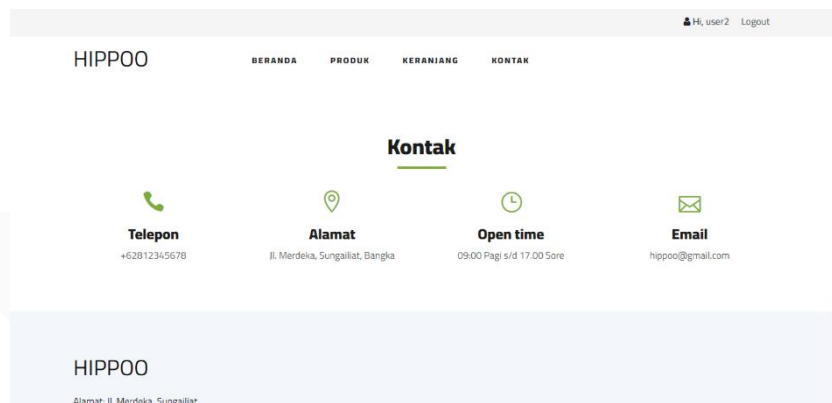 Hi, user2 Logout
HIPPOO
BERANDA PRODUK KERANJANG KONTAK
Kontak
Telepon
+62812345678
Alamat
Jl. Merdeka, Sungailiat, Bangka
Open time
09:00 Pagi s/d 17.00 Sore
Email
hippoo@gmail.com
HIPPOO
Alamat: Jl. Merdeka, Sungailiat